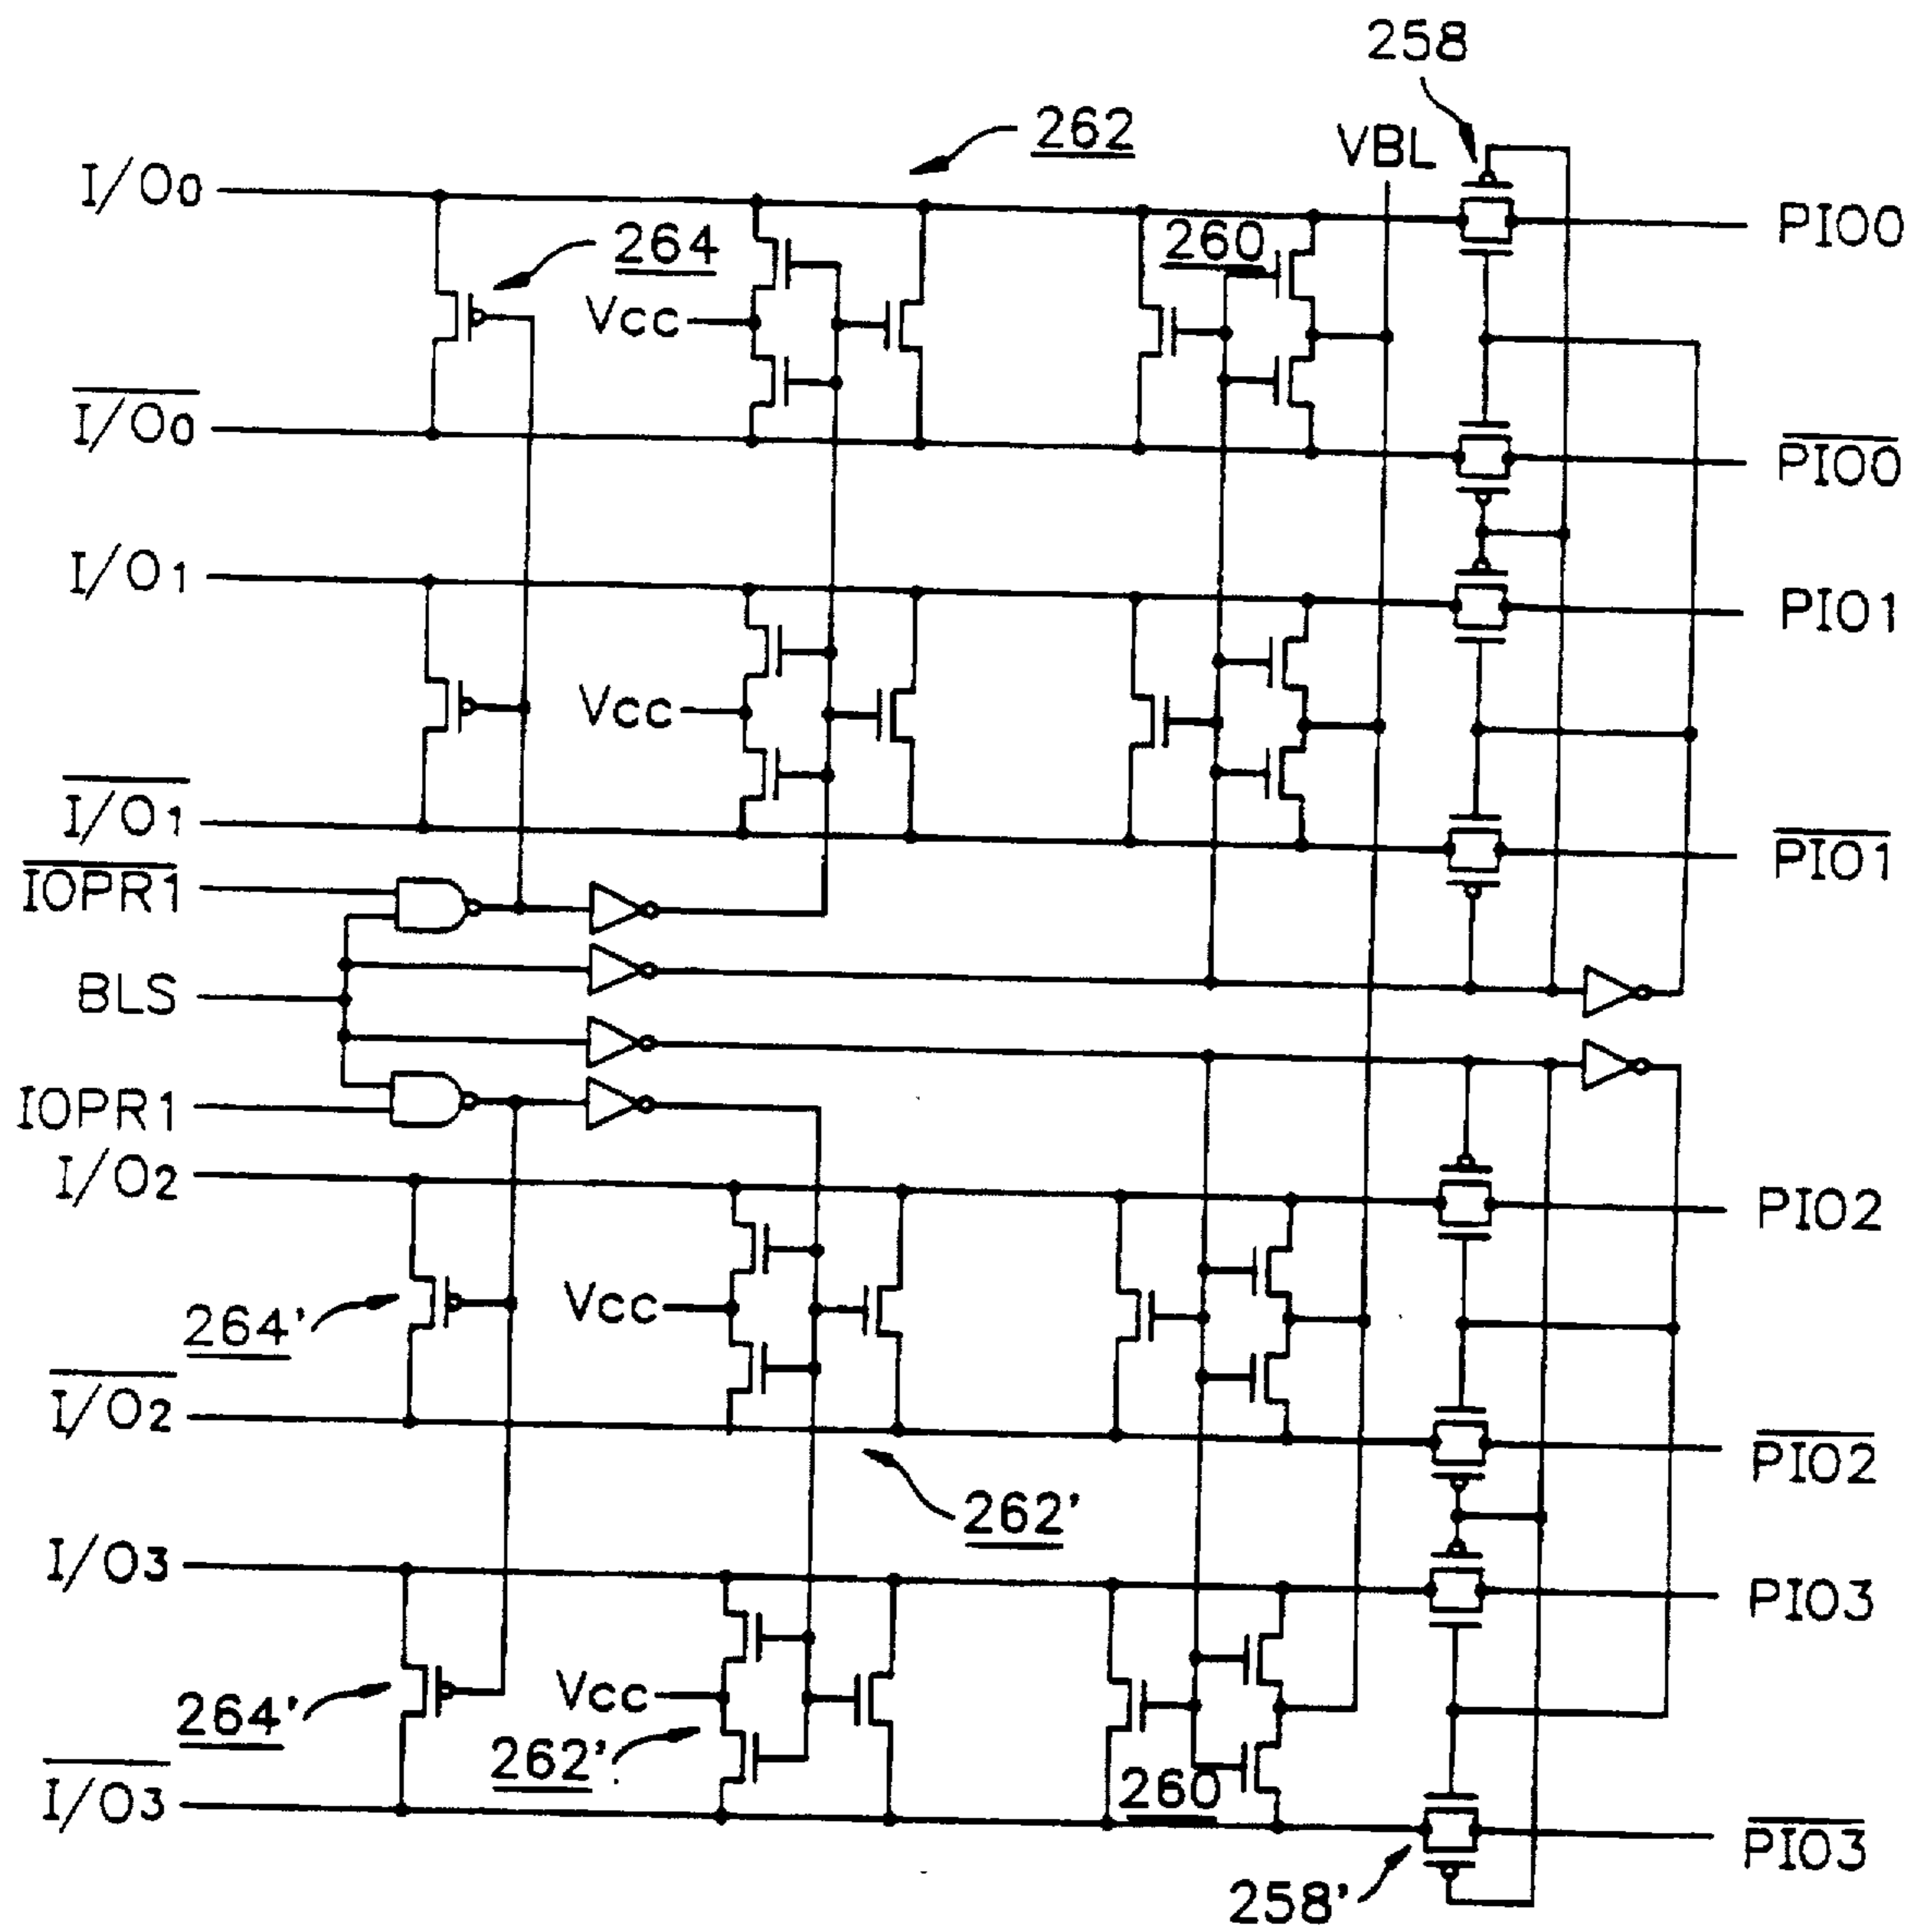 258
262
VBL
I/O0
PIO0
264
260
Vcc
I/O0
PIO0
I/O1
PIO1
Vcc
I/O1
PIO1
IOPR1
BLS
IOPR1
I/O2
PIO2
Vcc
264'
I/O2
PIO2
262'
I/O3
PIO3
Vcc
264'
262'
260
I/O3
PIO3
258'